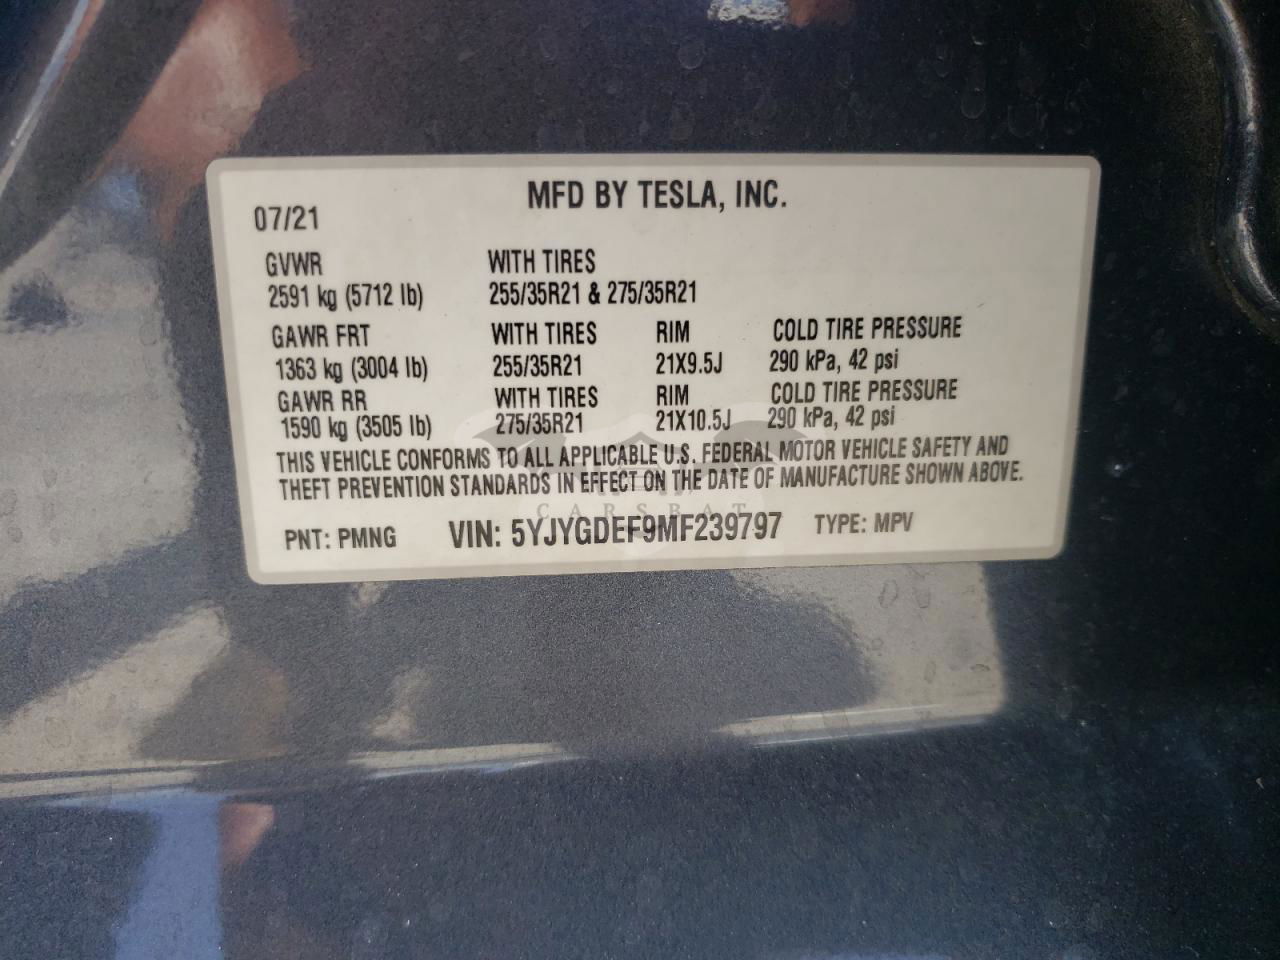 MFD BY TESLA, INC.
07/21
GVWR WITH TIRES
2591 kg (5712 lb) 255/35R21 & 275/35R21
GAWR FRT WITH TIRES RIM COLD TIRE PRESSURE
1363 kg (3004 lb) 255/35R21 21X9.5J 290 kPa, 42 psi
GAWR RR WITH TIRES RIM COLD TIRE PRESSURE
1590 kg (3505 lb) 275/35R21 21X10.5J 290 kPa, 42 psi
THIS VEHICLE CONFORMS TO ALL APPLICABLE U.S. FEDERAL MOTOR VEHICLE SAFETY AND
THEFT PREVENTION STANDARDS IN EFFECT ON THE DATE OF MANUFACTURE SHOWN ABOVE.
CARSBAT
PNT: PMNG VIN: 5YJYGDEF9MF239797 TYPE: MPV